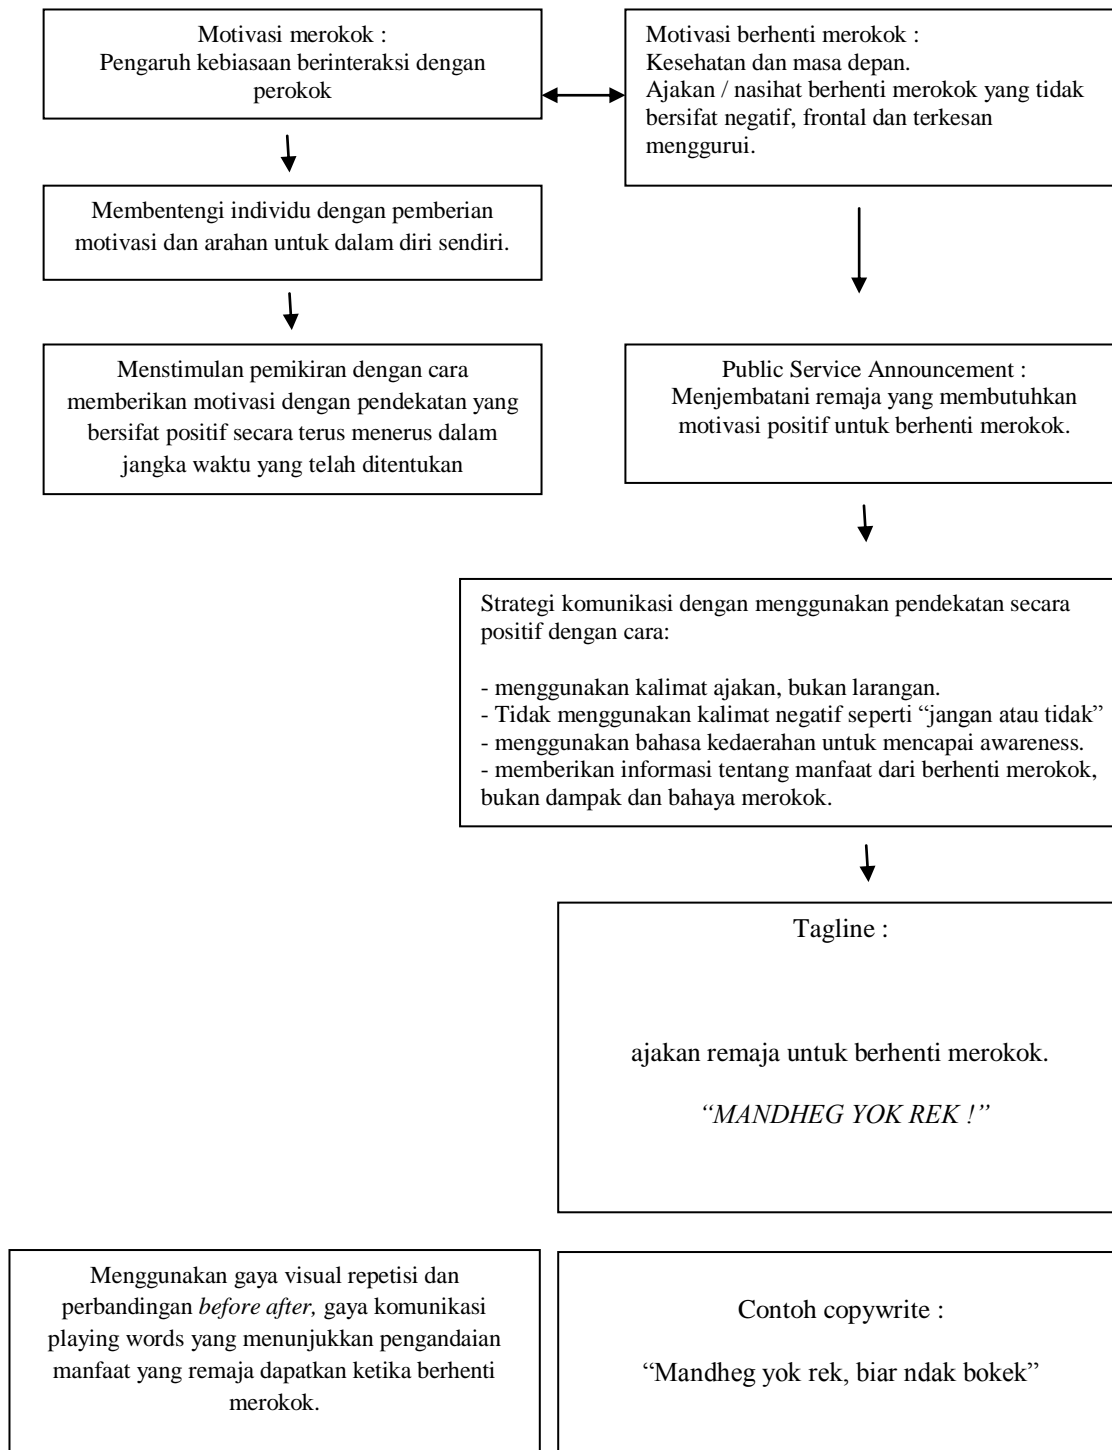 Motivasi merokok :
Pengaruh kebiasaan berinteraksi dengan
perokok
Motivasi berhenti merokok :
Kesehatan dan masa depan.
Ajakan / nasihat berhenti merokok yang tidak
bersifat negatif, frontal dan terkesan
menggurui.
Membentengi individu dengan pemberian
motivasi dan arahan untuk dalam diri sendiri.
Menstimulan pemikiran dengan cara
memberikan motivasi dengan pendekatan yang
bersifat positif secara terus menerus dalam
jangka waktu yang telah ditentukan
Public Service Announcement :
Menjembatani remaja yang membutuhkan
motivasi positif untuk berhenti merokok.
Strategi komunikasi dengan menggunakan pendekatan secara
positif dengan cara:
- menggunakan kalimat ajakan, bukan larangan.
- Tidak menggunakan kalimat negatif seperti “jangan atau tidak”
- menggunakan bahasa kedaerahan untuk mencapai awareness.
- memberikan informasi tentang manfaat dari berhenti merokok,
bukan dampak dan bahaya merokok.
Tagline :
ajakan remaja untuk berhenti merokok.
“MANDHEG YOK REK !”
Menggunakan gaya visual repetisi dan
perbandingan before after, gaya komunikasi
playing words yang menunjukkan pengandaian
manfaat yang remaja dapatkan ketika berhenti
merokok.
Contoh copywrite :
“Mandheg yok rek, biar ndak bokek”